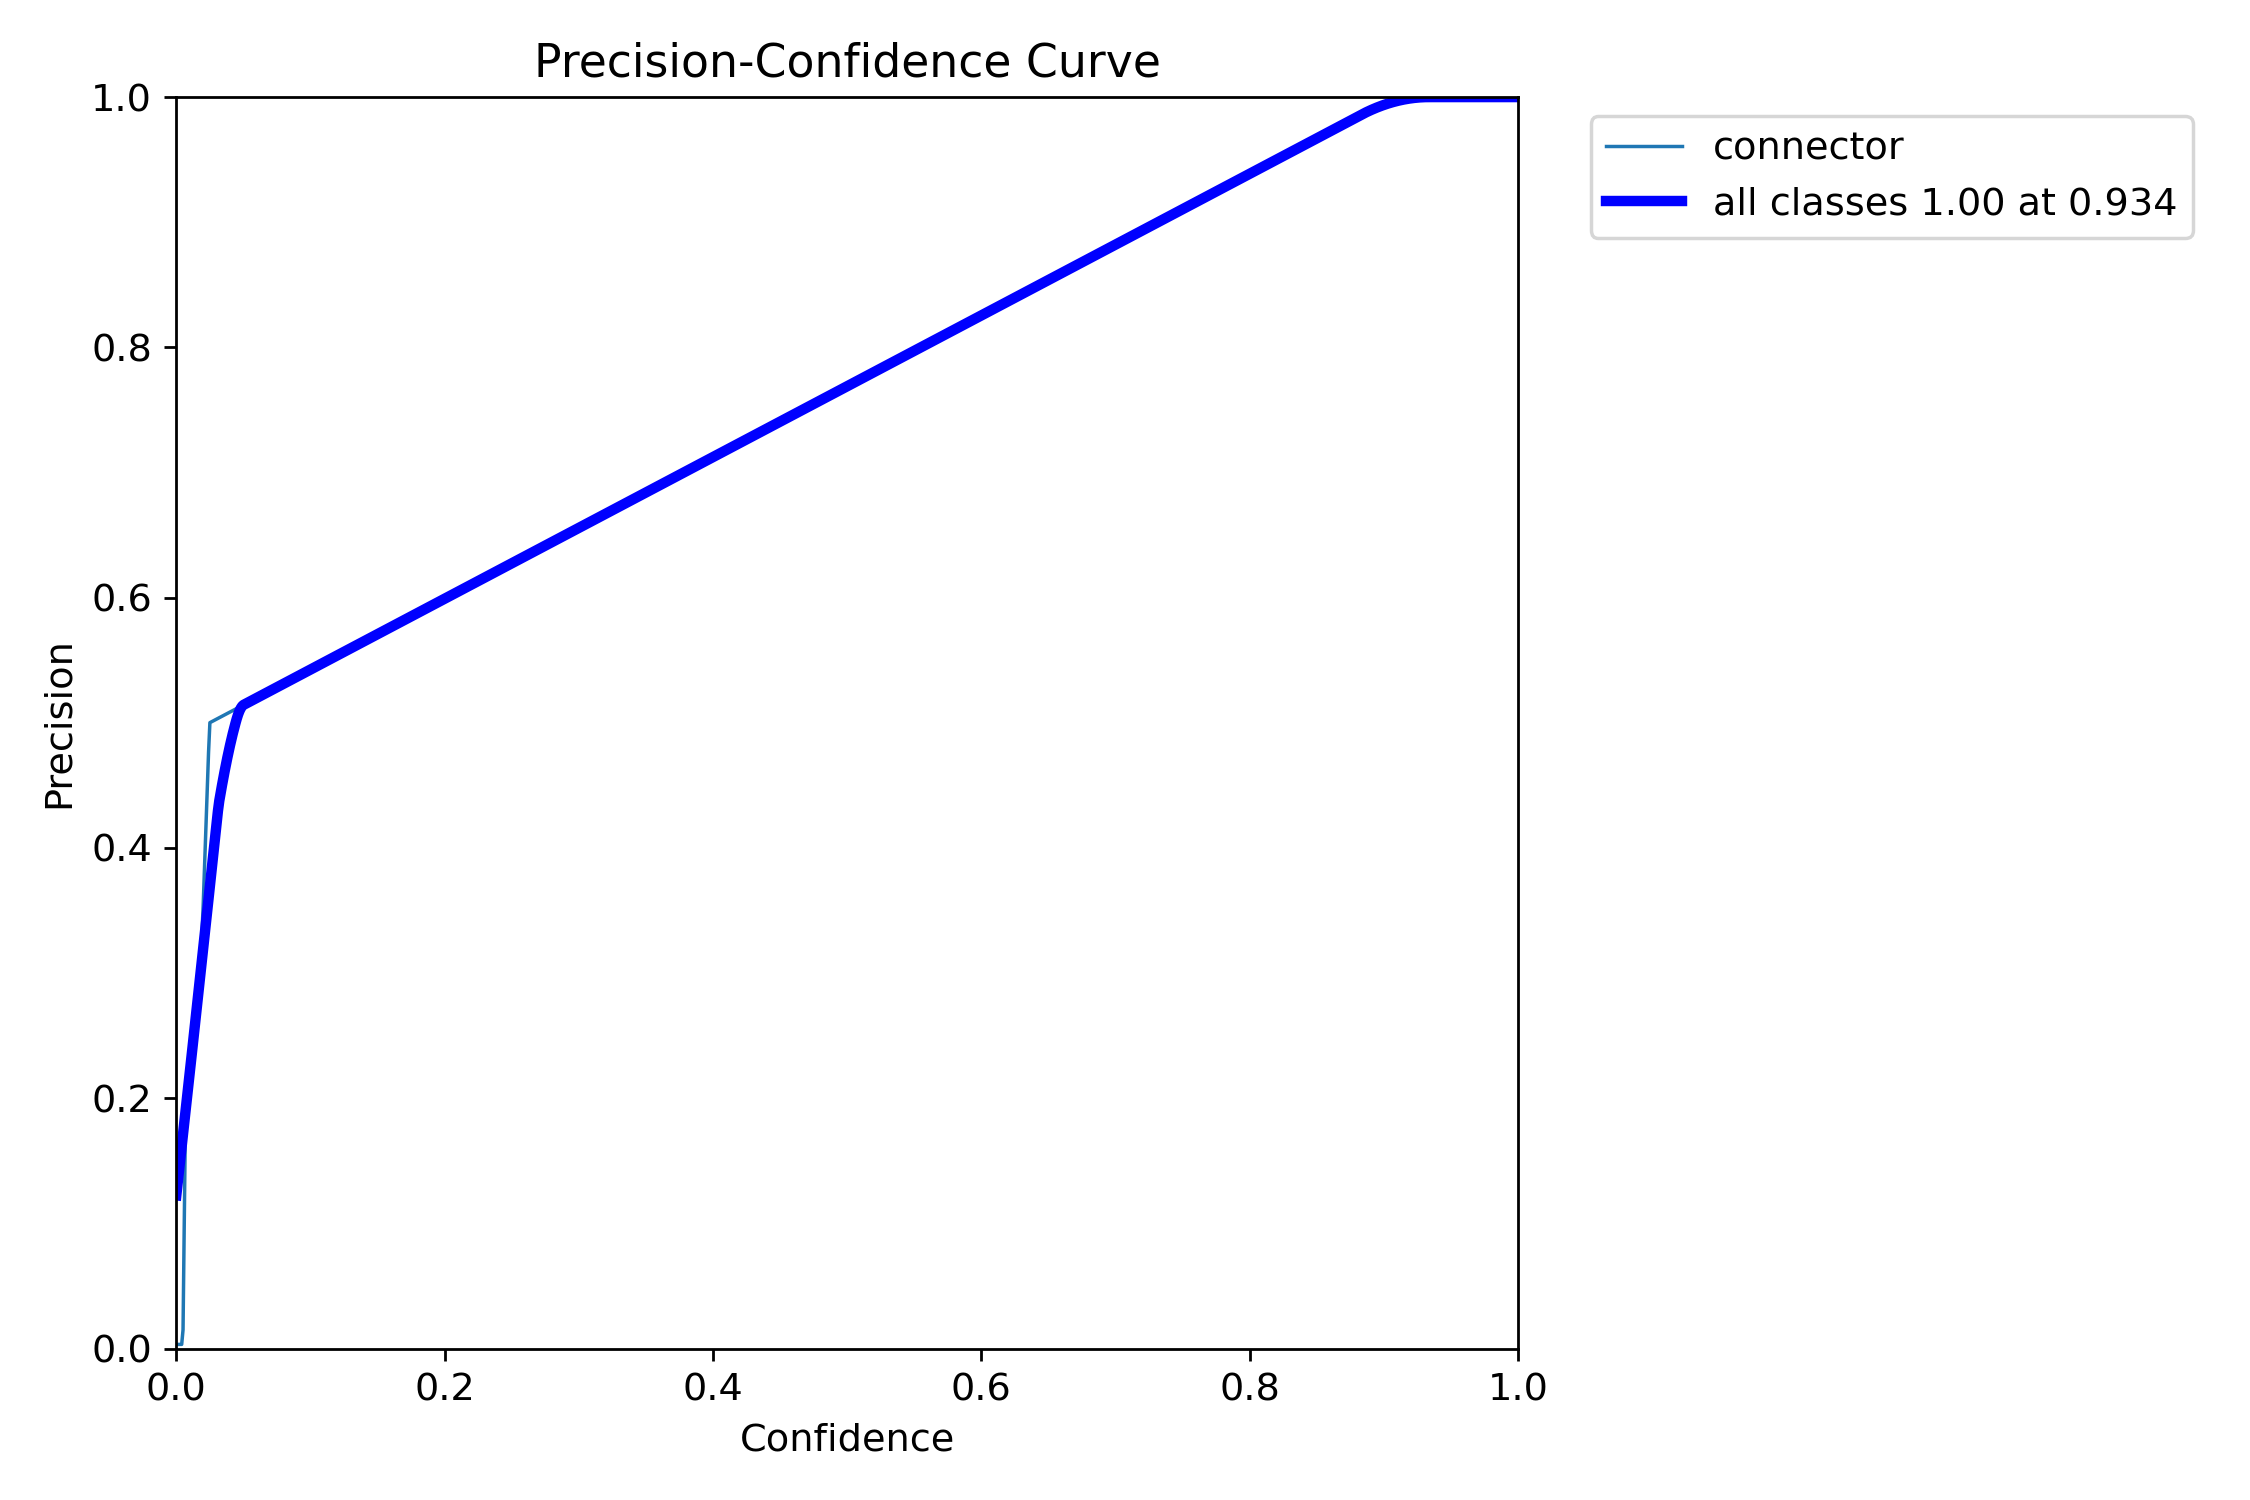 Precision-Confidence Curve
connector
all classes 1.00 at 0.934
Precision
1.0
0.8
0.6
0.4
0.2
0.0
0.0 0.2 0.4 0.6 0.8 1.0
Confidence